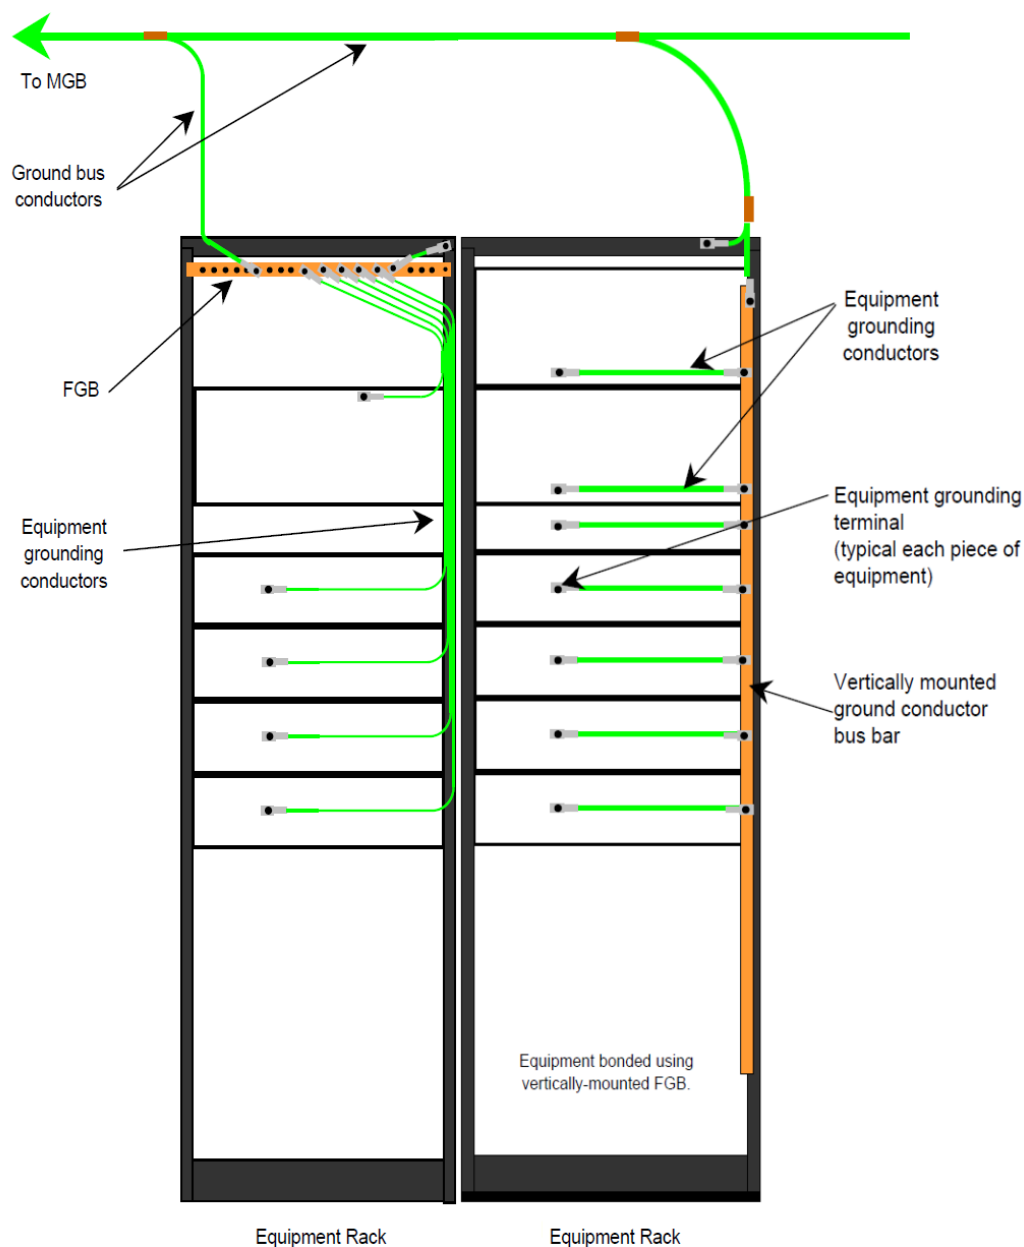 To MGB
Ground bus
conductors
FGB
Equipment
grounding
conductors
Equipment
grounding
conductors
Equipment grounding
terminal
(typical each piece of
equipment)
Vertically mounted
ground conductor
bus bar
Equipment bonded using
vertically-mounted FGB.
Equipment Rack
Equipment Rack